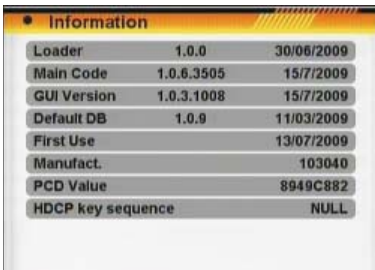 Information
Loader 1.0.0 30/06/2009
Main Code 1.0.6.3505 15/7/2009
GUI Version 1.0.3.1008 15/7/2009
Default DB 1.0.9 11/03/2009
First Use 13/07/2009
Manufact. 103040
PCD Value 8949C882
HDCP key sequence NULL